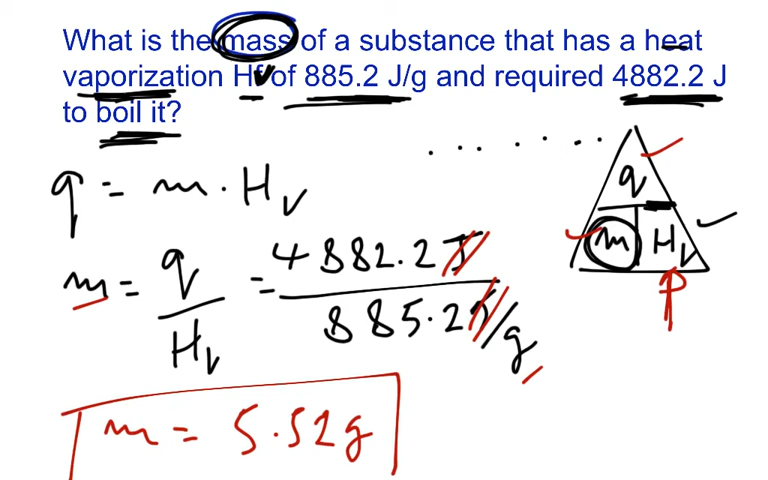 What is the mass of a substance that has a heat
vaporization Hv of 885.2 J/g and required 4882.2 J
to boil it?
q = m · Hv
q
m Hv
m = q / Hv = 4882.2 J / 885.2 J/g
m = 5.52g